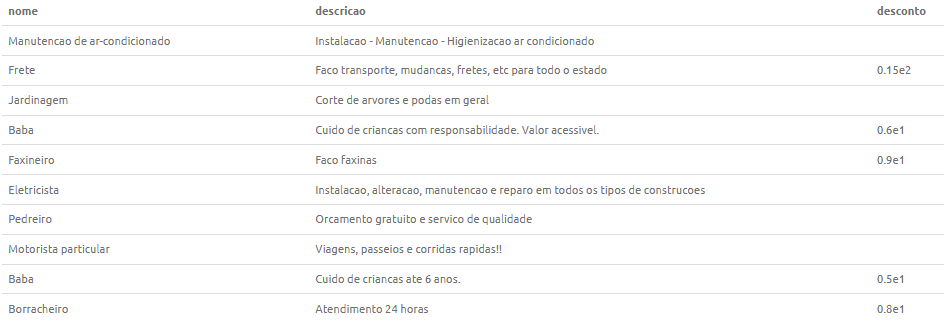 nome descricao desconto
Manutencao de ar-condicionado Instalacao - Manutencao - Higienizacao ar condicionado
Frete Faco transporte, mudancas, fretes, etc para todo o estado 0.15e2
Jardinagem Corte de arvores e podas em geral
Baba Cuido de criancas com responsabilidade. Valor acessivel. 0.6e1
Faxineiro Faco faxinas 0.9e1
Eletricista Instalacao, alteracao, manutencao e reparo em todos os tipos de construcoes
Pedreiro Orcamento gratuito e servico de qualidade
Motorista particular Viagens, passeios e corridas rapidas!!
Baba Cuido de criancas ate 6 anos. 0.5e1
Borracheiro Atendimento 24 horas 0.8e1